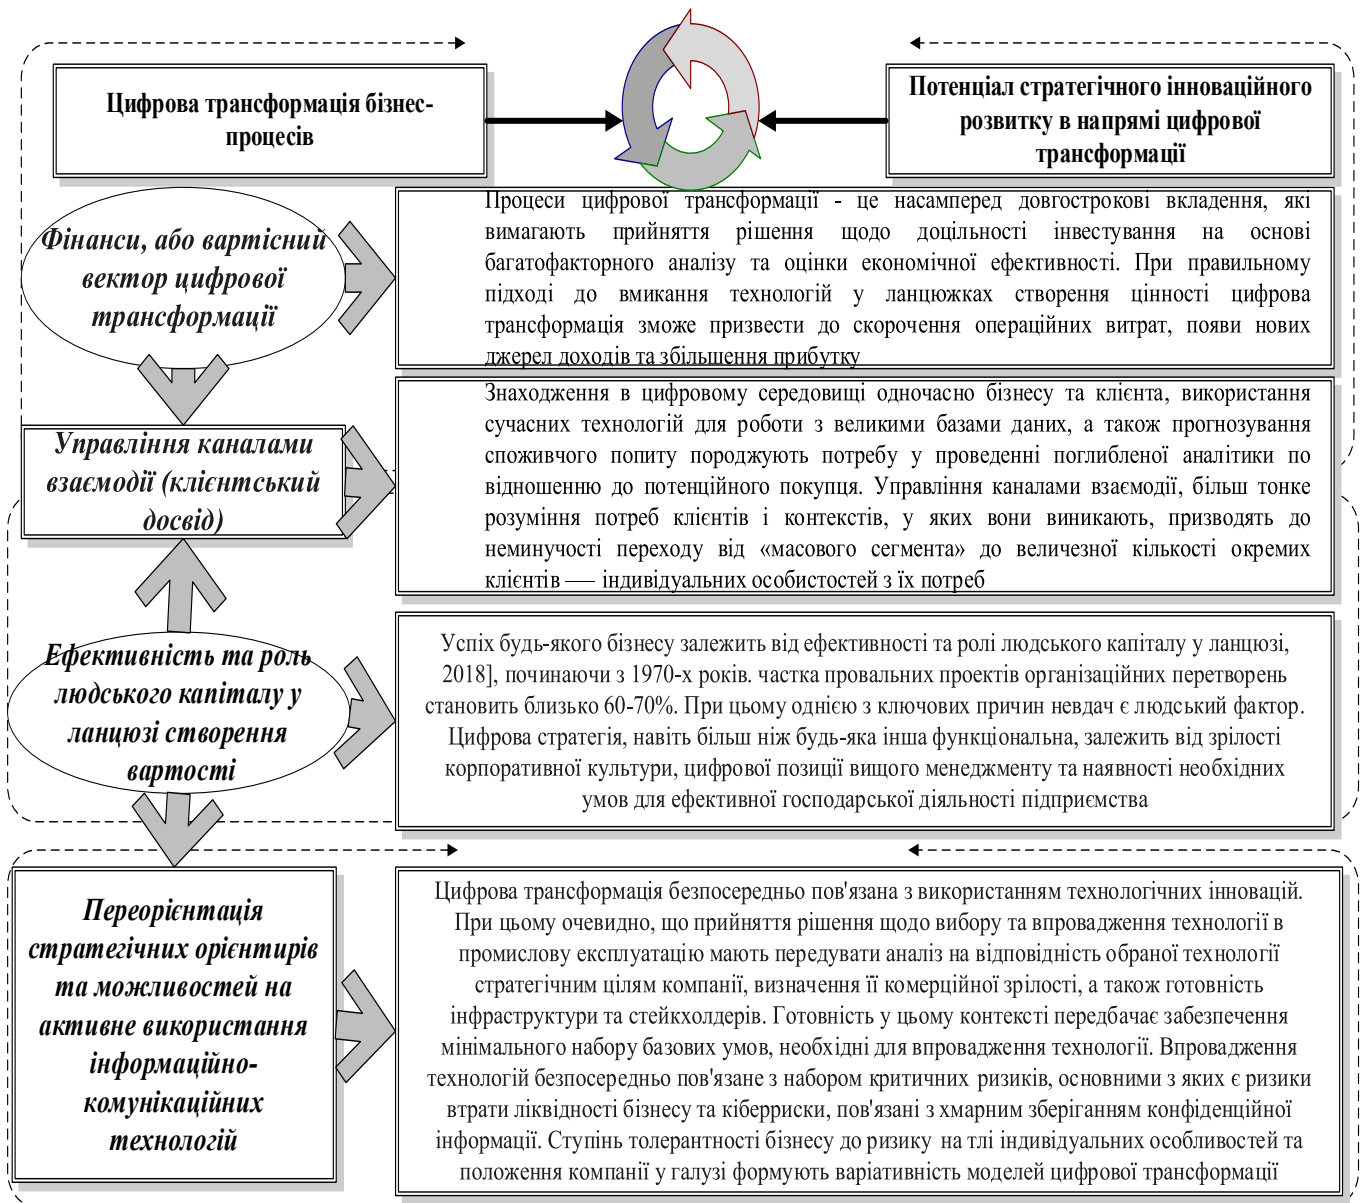 Цифрова трансформація бізнес-
процесів
Потенціал стратегічного інноваційного
розвитку в напрямі цифрової
трансформації
Фінанси, або вартісний
вектор цифрової
трансформації
Процеси цифрової трансформації - це насамперед довгострокові вкладення, які
вимагають прийняття рішення щодо доцільності інвестування на основі
багатофакторного аналізу та оцінки економічної ефективності. При правильному
підході до вмикання технологій у ланцюжках створення цінності цифрова
трансформація зможе призвести до скорочення операційних витрат, появи нових
джерел доходів та збільшення прибутку
Управління каналами
взаємодії (клієнтський
досвід)
Знаходження в цифровому середовищі одночасно бізнесу та клієнта, використання
сучасних технологій для роботи з великими базами даних, а також прогнозування
споживчого попиту породжують потребу у проведенні поглибленої аналітики по
відношенню до потенційного покупця. Управління каналами взаємодії, більш тонке
розуміння потреб клієнтів і контекстів, у яких вони виникають, призводять до
неминучості переходу від «масового сегмента» до величезної кількості окремих
клієнтів — індивідуальних особистостей з їх потреб
Ефективність та роль
людського капіталу у
ланцюзі створення
вартості
Успіх будь-якого бізнесу залежить від ефективності та ролі людського капіталу у ланцюзі,
2018], починаючи з 1970-х років. частка провальних проектів організаційних перетворень
становить близько 60-70%. При цьому однією з ключових причин невдач є людський фактор.
Цифрова стратегія, навіть більш ніж будь-яка інша функціональна, залежить від зрілості
корпоративної культури, цифрової позиції вищого менеджменту та наявності необхідних
умов для ефективної господарської діяльності підприємства
Переорієнтація
стратегічних орієнтирів
та можливостей на
активне використання
інформаційно-
комунікаційних
технологій
Цифрова трансформація безпосередньо пов'язана з використанням технологічних інновацій.
При цьому очевидно, що прийняття рішення щодо вибору та впровадження технології в
промислову експлуатацію мають передувати аналіз на відповідність обраної технології
стратегічним цілям компанії, визначення її комерційної зрілості, а також готовність
інфраструктури та стейкхолдерів. Готовність у цьому контексті передбачає забезпечення
мінімального набору базових умов, необхідні для впровадження технології. Впровадження
технологій безпосередньо пов'язане з набором критичних ризиків, основними з яких є ризики
втрати ліквідності бізнесу та кіберриски, пов'язані з хмарним зберіганням конфіденційної
інформації. Ступінь толерантності бізнесу до ризику на тлі індивідуальних особливостей та
положення компанії у галузі формують варіативність моделей цифрової трансформації